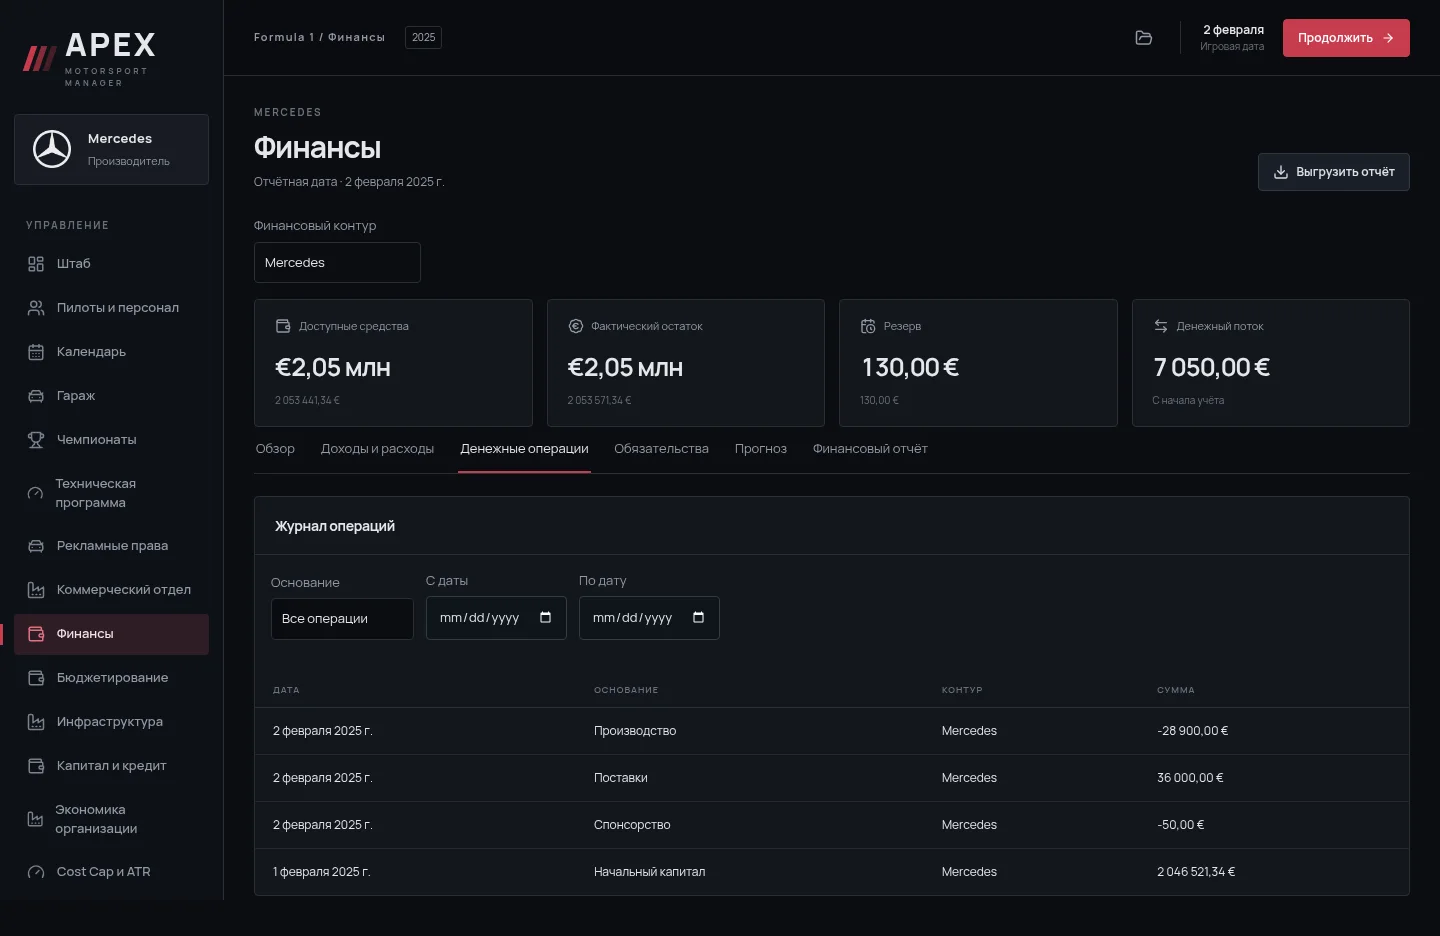 APEX
MOTORSPORT
MANAGER
Mercedes
Производитель
УПРАВЛЕНИЕ
Штаб
Пилоты и персонал
Календарь
Гараж
Чемпионаты
Техническая
программа
Рекламные права
Коммерческий отдел
Финансы
Бюджетирование
Инфраструктура
Капитал и кредит
Экономика
организации
Cost Cap и ATR
Formula 1 / Финансы
2025
2 февраля
Игровая дата
Продолжить
MERCEDES
Финансы
Отчётная дата · 2 февраля 2025 г.
Выгрузить отчёт
Финансовый контур
Mercedes
Доступные средства
€2,05 млн
2 053 441,34 €
Фактический остаток
€2,05 млн
2 053 571,34 €
Резерв
130,00 €
130,00 €
Денежный поток
7 050,00 €
С начала учёта
Обзор
Доходы и расходы
Денежные операции
Обязательства
Прогноз
Финансовый отчёт
Журнал операций
Основание
Все операции
С даты
mm/dd/yyyy
По дату
mm/dd/yyyy
ДАТА ОСНОВАНИЕ КОНТУР СУММА
2 февраля 2025 г. Производство Mercedes -28 900,00 €
2 февраля 2025 г. Поставки Mercedes 36 000,00 €
2 февраля 2025 г. Спонсорство Mercedes -50,00 €
1 февраля 2025 г. Начальный капитал Mercedes 2 046 521,34 €